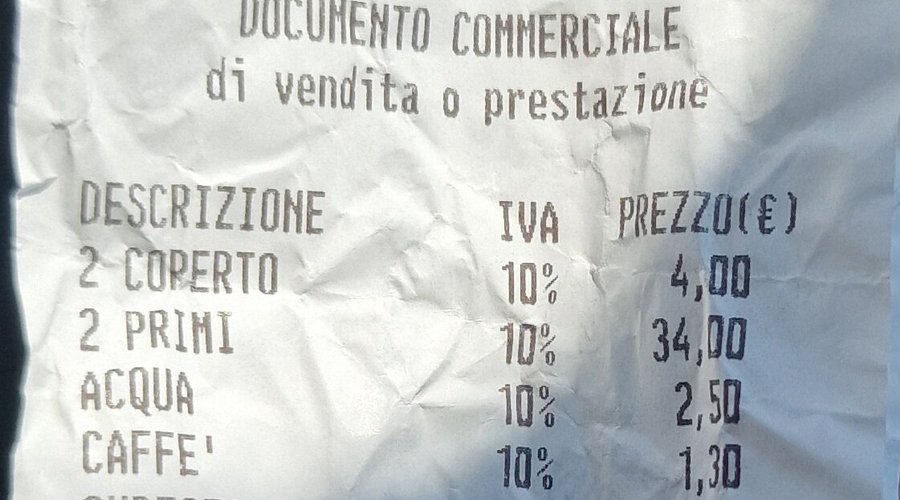 DOCUMENTO COMMERCIALE
di vendita o prestazione
DESCRIZIONE IVA PREZZO(€)
2 COPERTO 10% 4,00
2 PRIMI 10% 34,00
ACQUA 10% 2,50
CAFFE' 10% 1,30